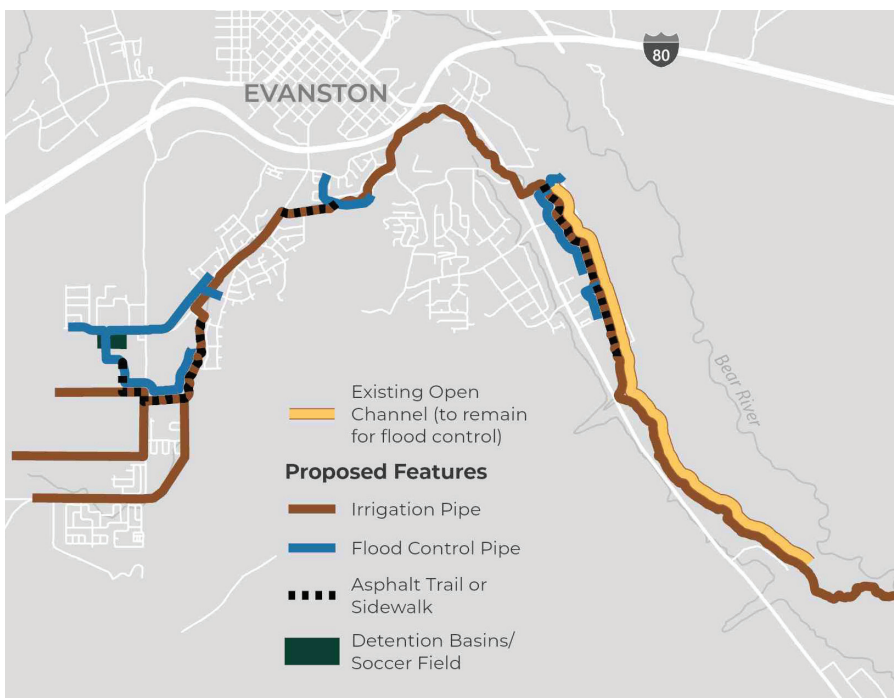 80
EVANSTON
Bear River
Existing Open
Channel (to remain
for flood control)
Proposed Features
Irrigation Pipe
Flood Control Pipe
Asphalt Trail or
Sidewalk
Detention Basins/
Soccer Field